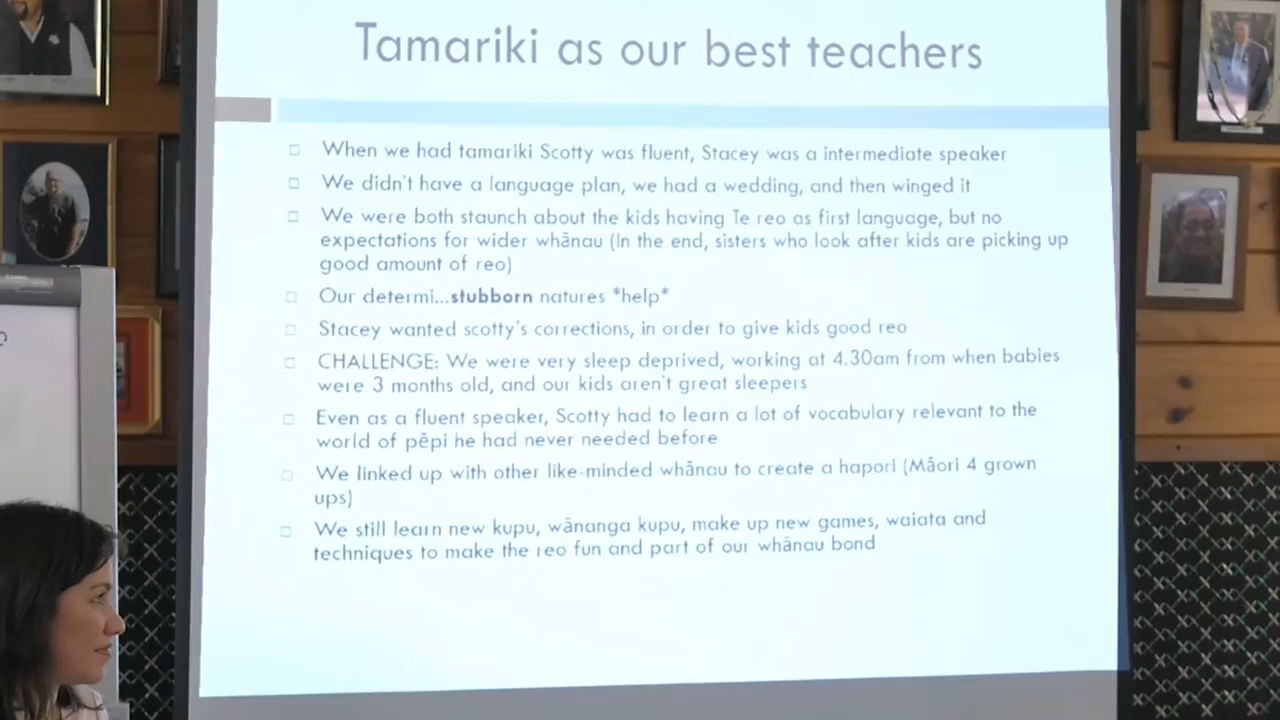 Tamariki as our best teachers
When we had tamariki Scotty was fluent, Stacey was a intermediate speaker
We didn't have a language plan, we had a wedding, and then winged it
We were both staunch about the kids having Te reo as first language, but no
expectations for wider whānau (In the end, sisters who look after kids are picking up
good amount of reo)
Our determi...stubborn natures *help*
Stacey wanted scotty's corrections, in order to give kids good reo
CHALLENGE: We were very sleep deprived, working at 4.30am from when babies
were 3 months old, and our kids aren't great sleepers
Even as a fluent speaker, Scotty had to learn a lot of vocabulary relevant to the
world of pēpi he had never needed before
We linked up with other like-minded whānau to create a hapori (Māori 4 grown
ups)
We still learn new kupu, wānanga kupu, make up new games, waiata and
techniques to make the reo fun and part of our whānau bond